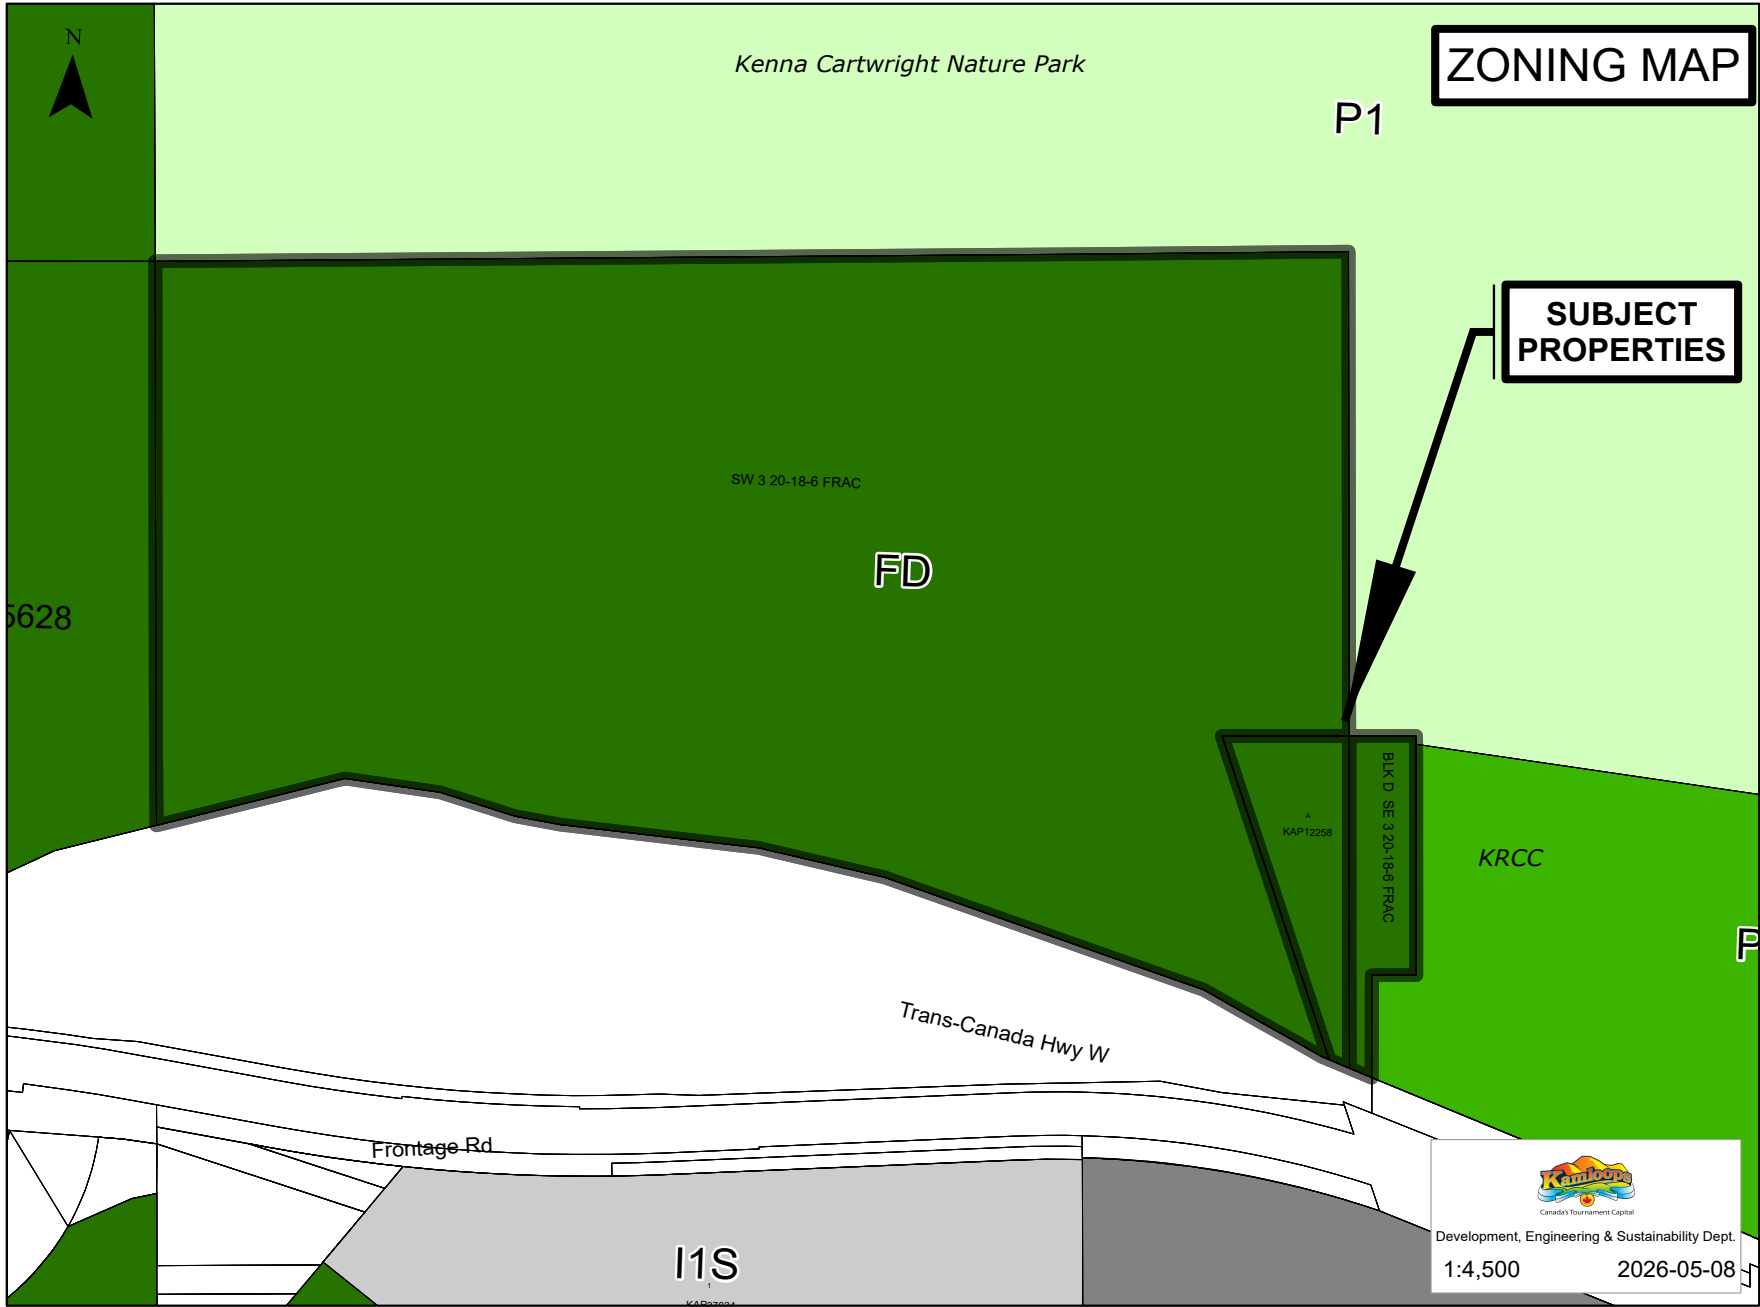 N
Kenna Cartwright Nature Park
ZONING MAP
P1
SUBJECT
PROPERTIES
SW 3 20-18-6 FRAC
FD
5628
BLK D SE 3 20-18-6 FRAC
A
KAP12258
KRCC
P
Trans-Canada Hwy W
Frontage Rd
I1S
1
Kamloops
Canada's Tournament Capital
Development, Engineering & Sustainability Dept.
1:4,500 2026-05-08